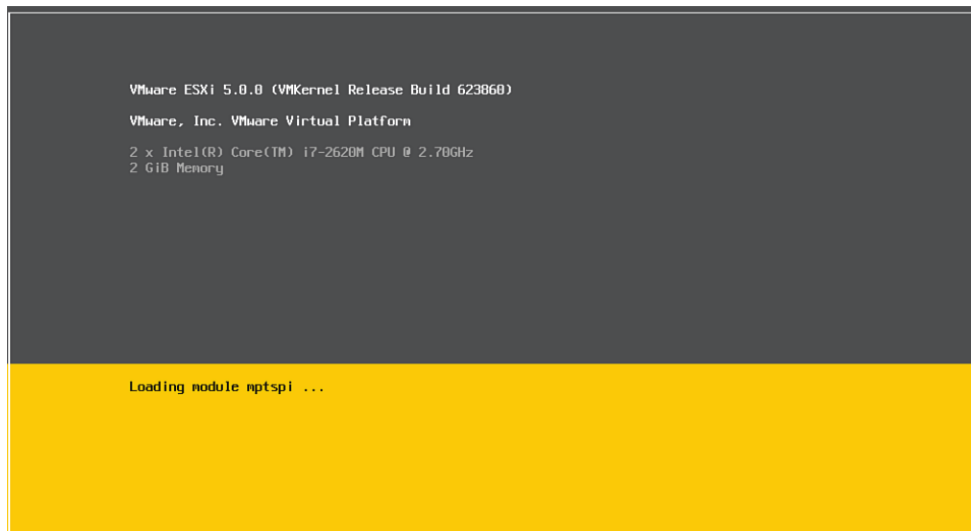 VMware ESXi 5.0.0 (VMKernel Release Build 623860)
VMware, Inc. VMware Virtual Platform
2 x Intel(R) Core(TM) i7-2620M CPU @ 2.70GHz
2 GiB Memory
Loading module mptspi ...